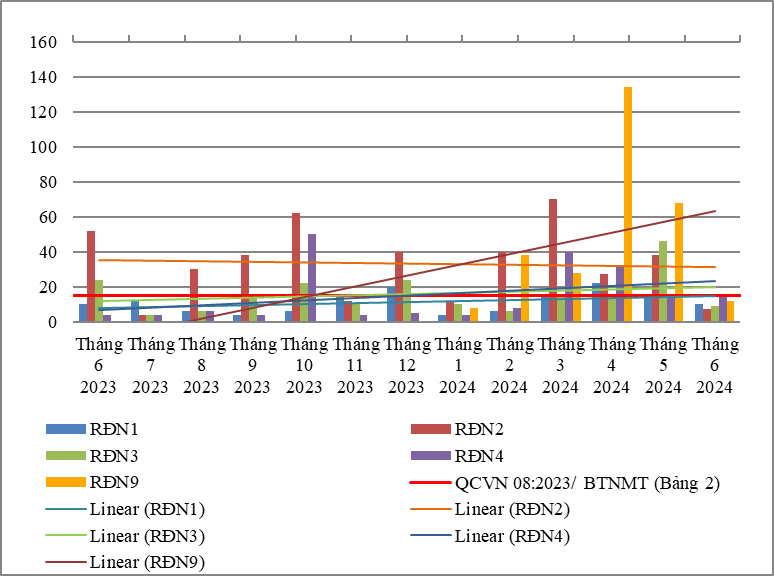 160
140
120
100
80
60
40
20
0
Tháng Tháng Tháng Tháng Tháng Tháng Tháng Tháng Tháng Tháng Tháng Tháng Tháng
6 7 8 9 10 11 12 1 2 3 4 5 6
2023 2023 2023 2023 2023 2023 2023 2024 2024 2024 2024 2024 2024
RĐN1 RĐN2
RĐN3 RĐN4
RĐN9 QCVN 08:2023/ BTNMT (Bảng 2)
Linear (RĐN1) Linear (RĐN2)
Linear (RĐN3) Linear (RĐN4)
Linear (RĐN9)